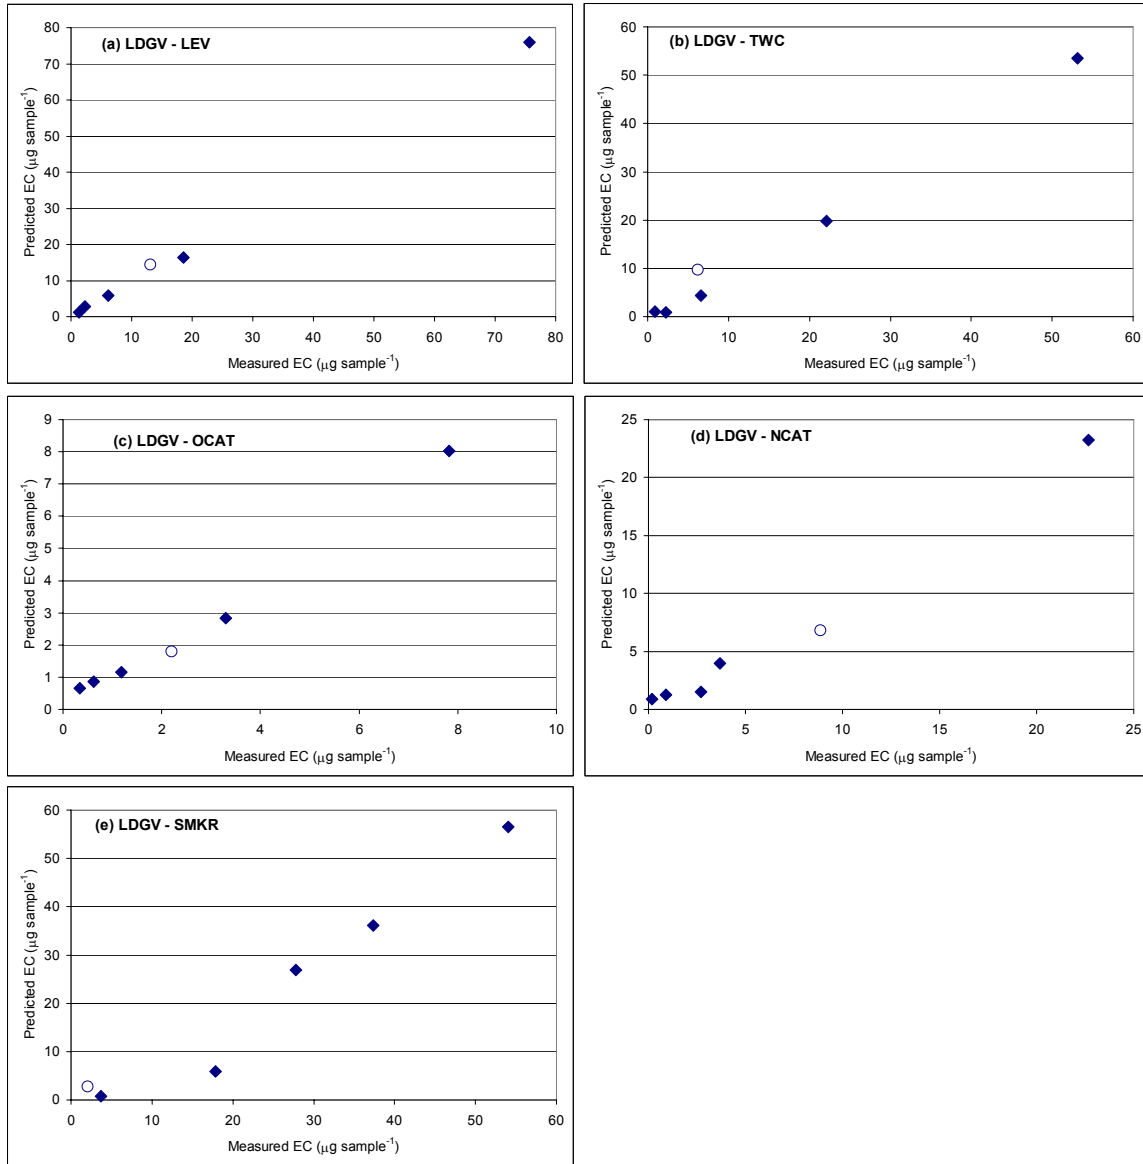 (a) LDGV - LEV
Predicted EC (μg sample⁻¹)
80
70
60
50
40
30
20
10
0
0 10 20 30 40 50 60 70 80
Measured EC (μg sample⁻¹)
(b) LDGV - TWC
Predicted EC (μg sample⁻¹)
60
50
40
30
20
10
0
0 10 20 30 40 50 60
Measured EC (μg sample⁻¹)
(c) LDGV - OCAT
Predicted EC (μg sample⁻¹)
9
8
7
6
5
4
3
2
1
0
0 2 4 6 8 10
Measured EC (μg sample⁻¹)
(d) LDGV - NCAT
Predicted EC (μg sample⁻¹)
25
20
15
10
5
0
0 5 10 15 20 25
Measured EC (μg sample⁻¹)
(e) LDGV - SMKR
Predicted EC (μg sample⁻¹)
60
50
40
30
20
10
0
0 10 20 30 40 50 60
Measured EC (μg sample⁻¹)